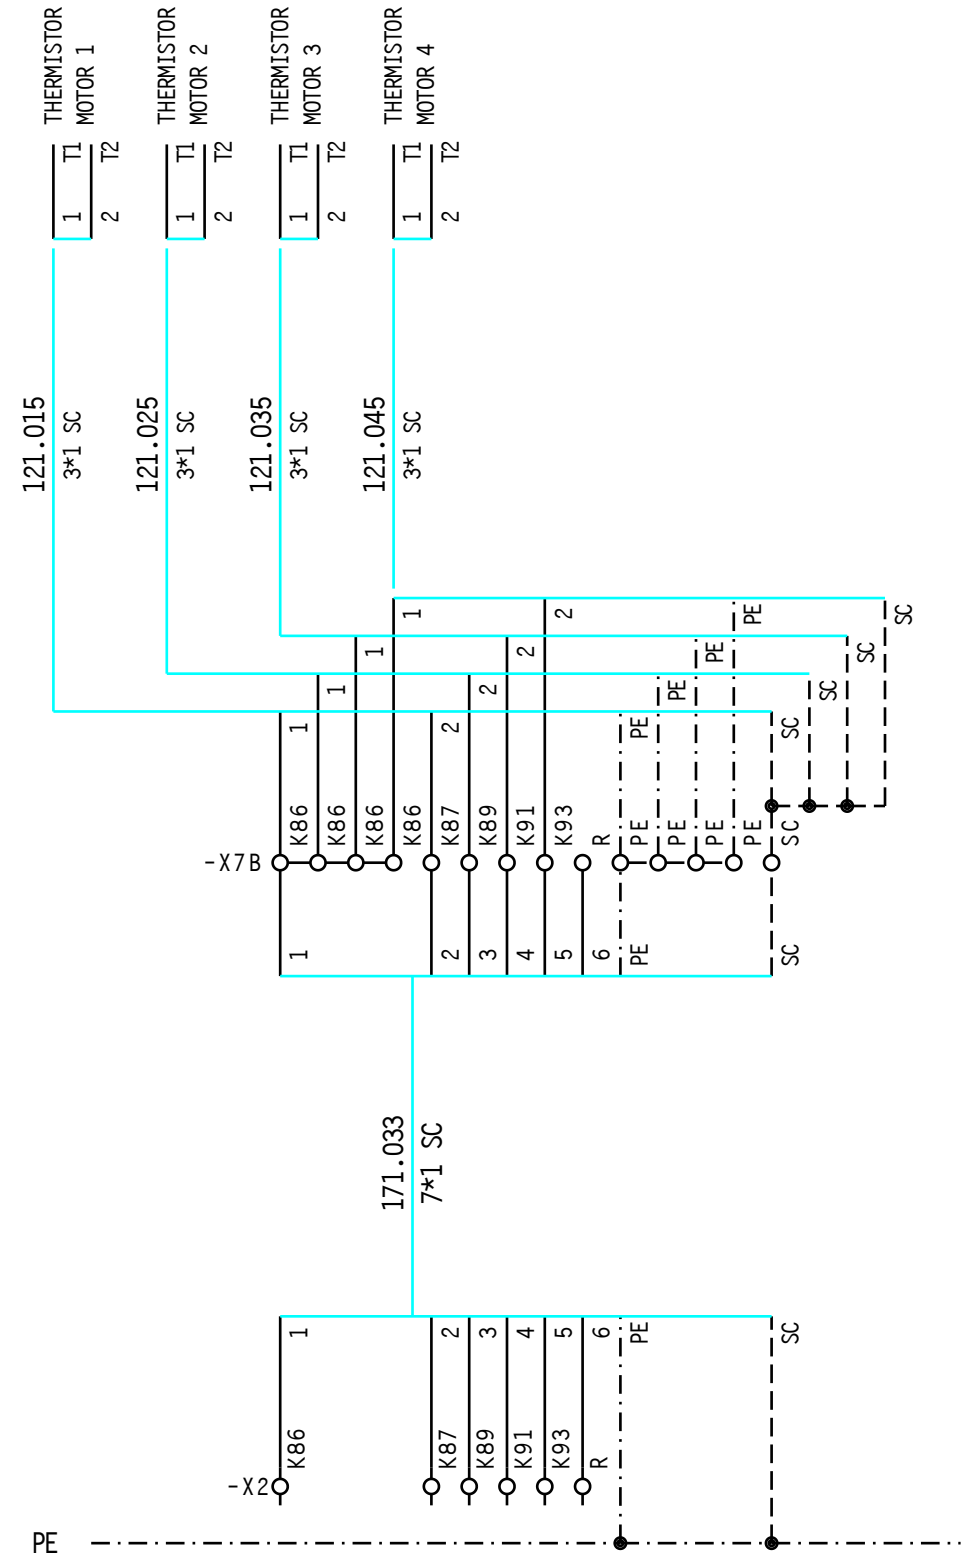 THERMISTOR
MOTOR 1
THERMISTOR
MOTOR 2
THERMISTOR
MOTOR 3
THERMISTOR
MOTOR 4
T1
T2
T1
T2
T1
T2
T1
T2
1
2
1
2
1
2
1
2
121.015
3*1 SC
121.025
3*1 SC
121.035
3*1 SC
121.045
3*1 SC
1
2
PE
SC
1
2
PE
SC
1
2
PE
SC
1
2
PE
SC
-X7B
K86
K86
K86
K86
K87
K89
K91
K93
R
PE
PE
PE
PE
SC
1
2
3
4
5
6
PE
SC
171.033
7*1 SC
1
2
3
4
5
6
PE
SC
-X2
K86
K87
K89
K91
K93
R
PE